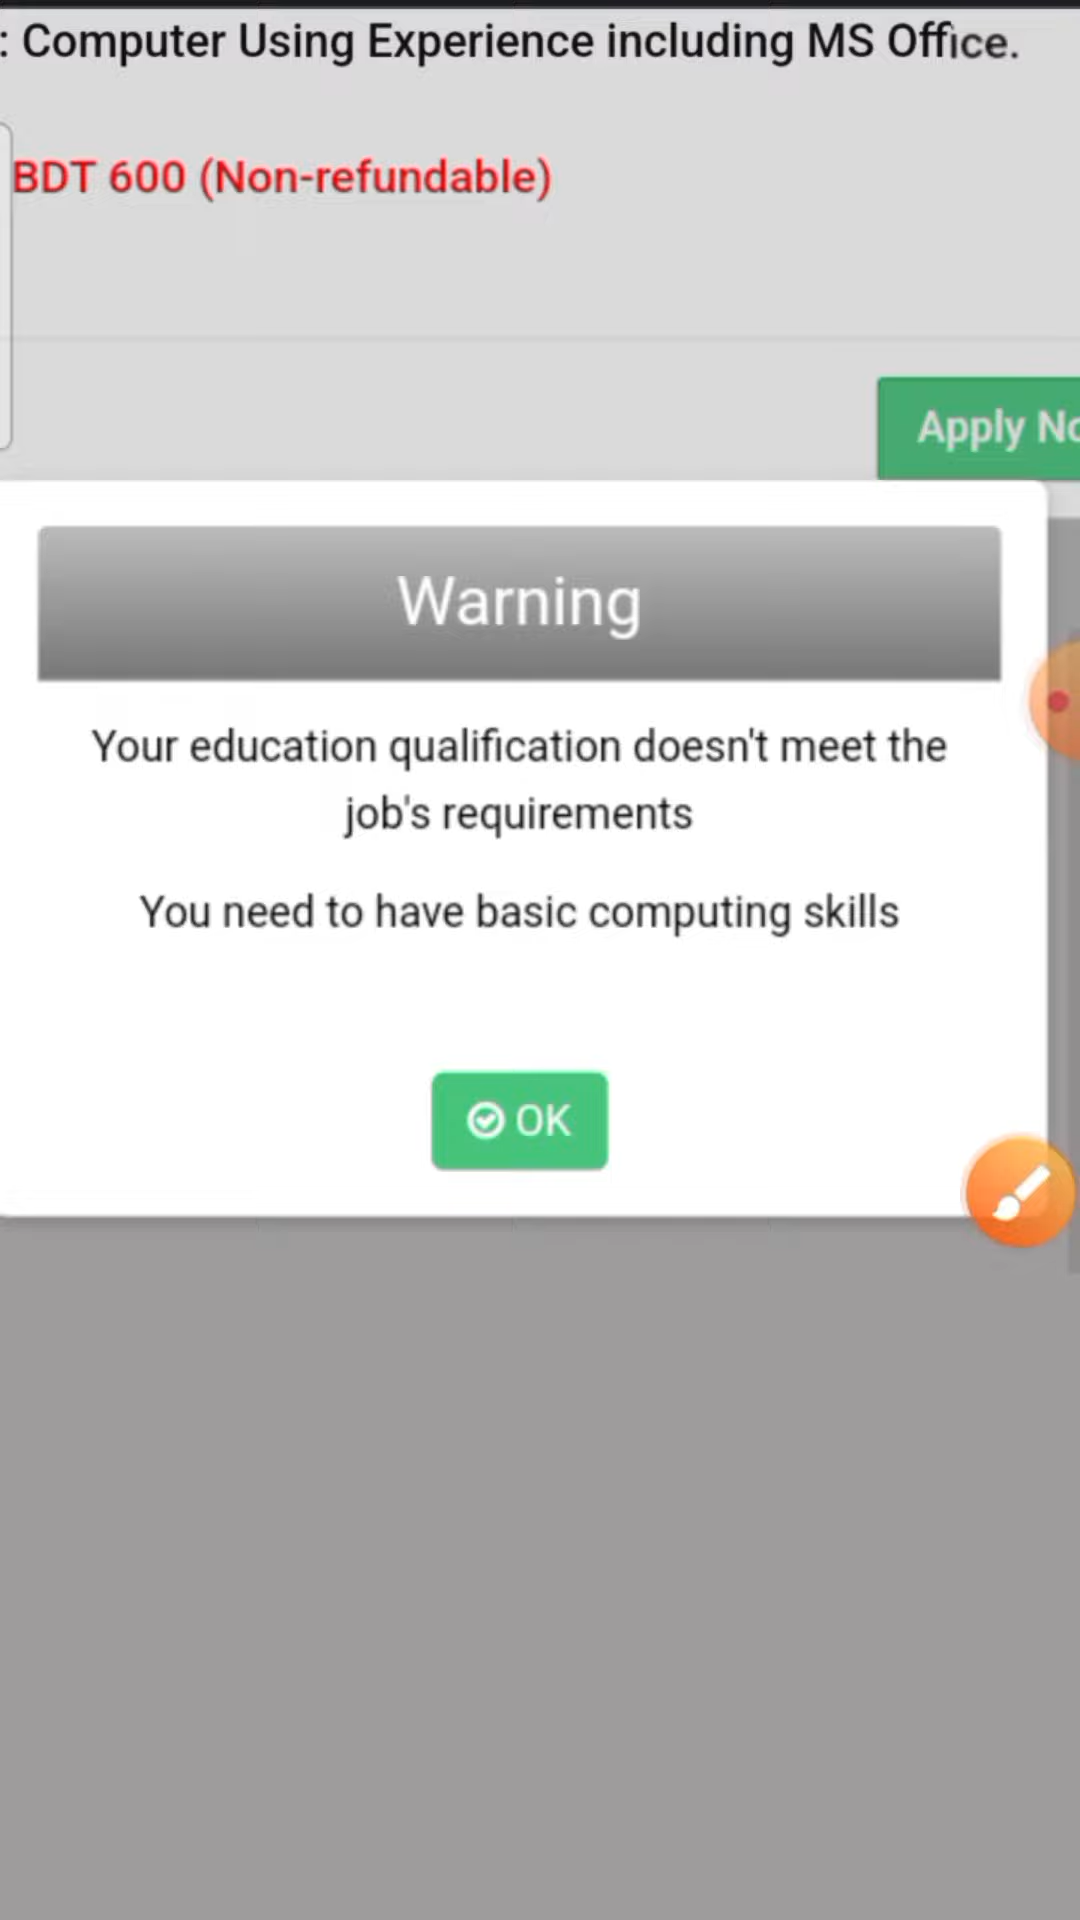 : Computer Using Experience including MS Office.
BDT 600 (Non-refundable)
Apply
Warning
Your education qualification doesn't meet the
job's requirements
You need to have basic computing skills
OK